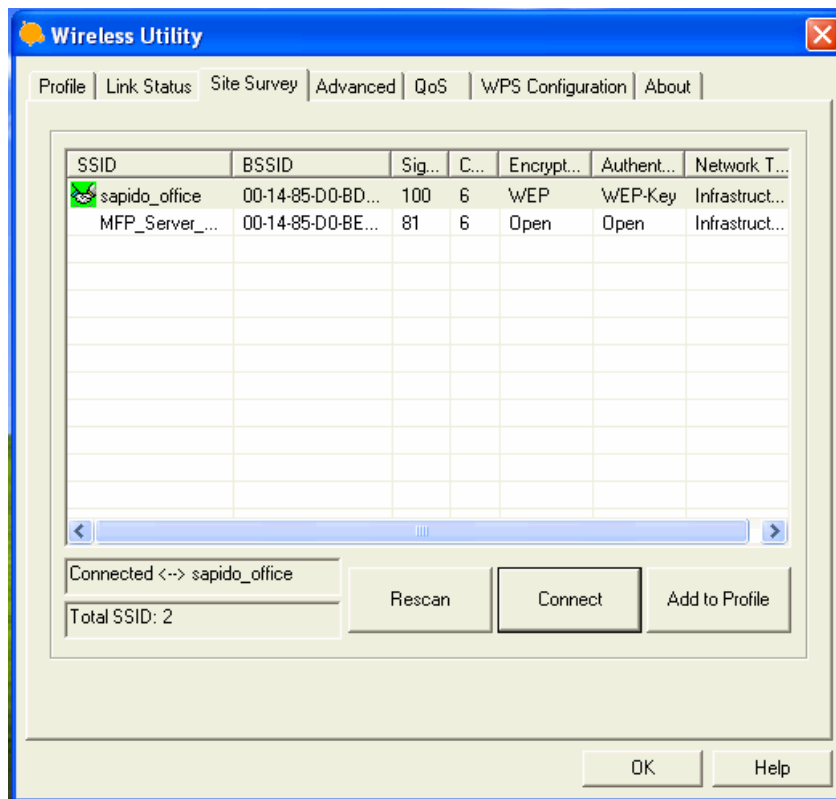 Wireless Utility
Profile Link Status Site Survey Advanced QoS WPS Configuration About
SSID BSSID Sig... C... Encrypt... Authent... Network T...
sapido_office 00-14-85-D0-BD... 100 6 WEP WEP-Key Infrastruct...
MFP_Server_... 00-14-85-D0-BE... 81 6 Open Open Infrastruct...
Connected <--> sapido_office
Rescan Connect Add to Profile
Total SSID: 2
OK Help